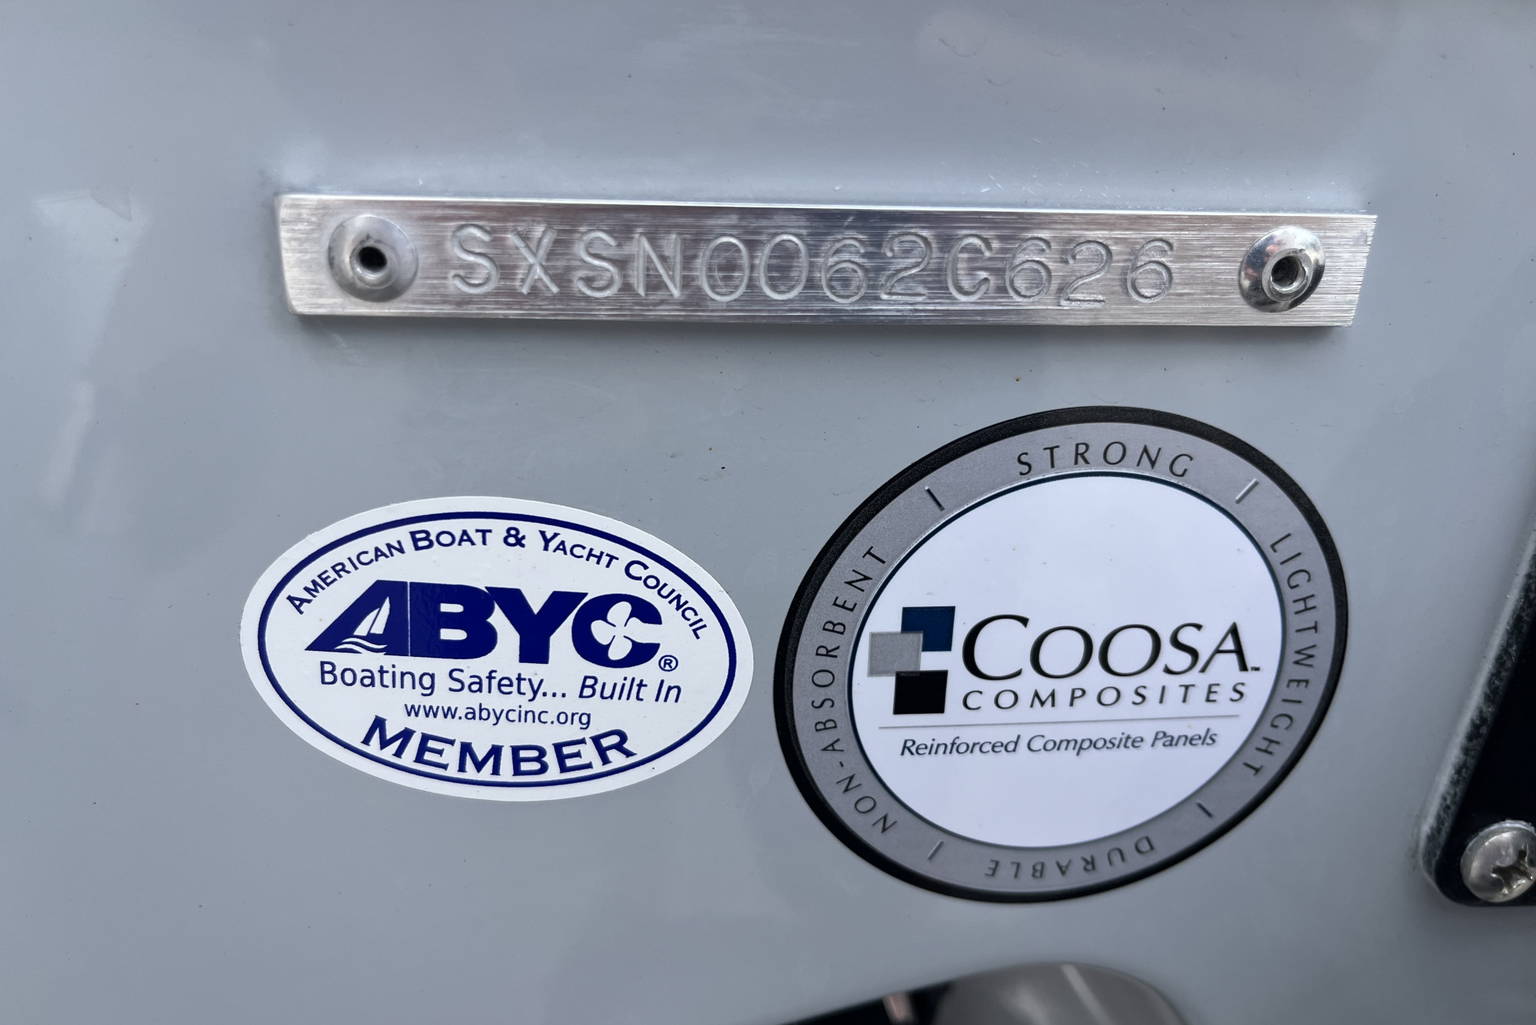 SXSN0062C626
AMERICAN BOAT & YACHT COUNCIL
ABYC®
Boating Safety... Built In
www.abycinc.org
MEMBER
STRONG | LIGHTWEIGHT | DURABLE | NON-ABSORBENT |
COOSA™
COMPOSITES
Reinforced Composite Panels